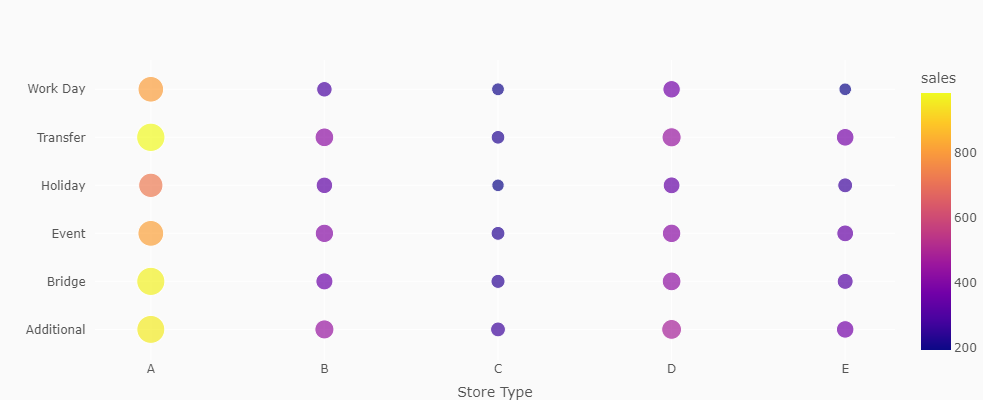 sales
Work Day
Transfer
Holiday
Event
Bridge
Additional
800
600
400
200
A B C D E
Store Type